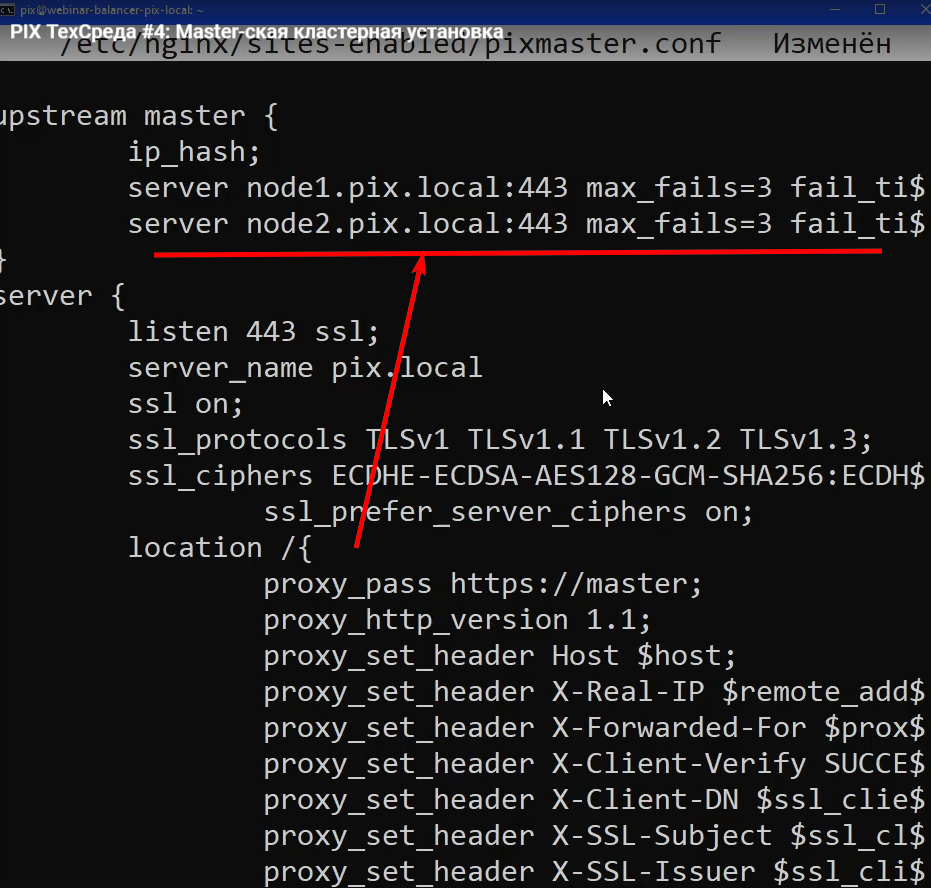 pix@webinar-balancer-pix-local: ~
PIX ТехСреда #4: Master-ская кластерная установка
/etc/nginx/sites-enabled/pixmaster.conf Изменён
upstream master {
ip_hash;
server node1.pix.local:443 max_fails=3 fail_ti$
server node2.pix.local:443 max_fails=3 fail_ti$
}
server {
listen 443 ssl;
server_name pix.local
ssl on;
ssl_protocols TLSv1 TLSv1.1 TLSv1.2 TLSv1.3;
ssl_ciphers ECDHE-ECDSA-AES128-GCM-SHA256:ECDH$
ssl_prefer_server_ciphers on;
location /{
proxy_pass https://master;
proxy_http_version 1.1;
proxy_set_header Host $host;
proxy_set_header X-Real-IP $remote_add$
proxy_set_header X-Forwarded-For $prox$
proxy_set_header X-Client-Verify SUCCE$
proxy_set_header X-Client-DN $ssl_clie$
proxy_set_header X-SSL-Subject $ssl_cl$
proxy_set_header X-SSL-Issuer $ssl_cli$